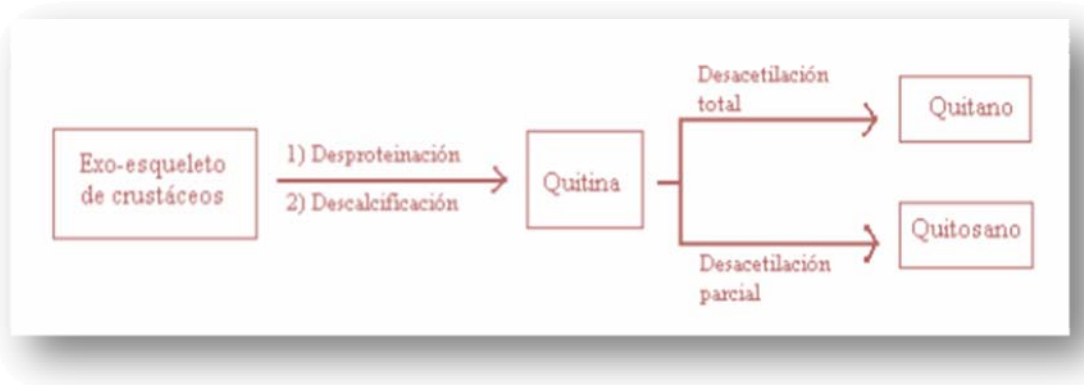 Exo-esqueleto
de crustáceos
1) Desproteinación
2) Descalcificación
Quitina
Desacetilación
total
Quitano
Desacetilación
parcial
Quitosano